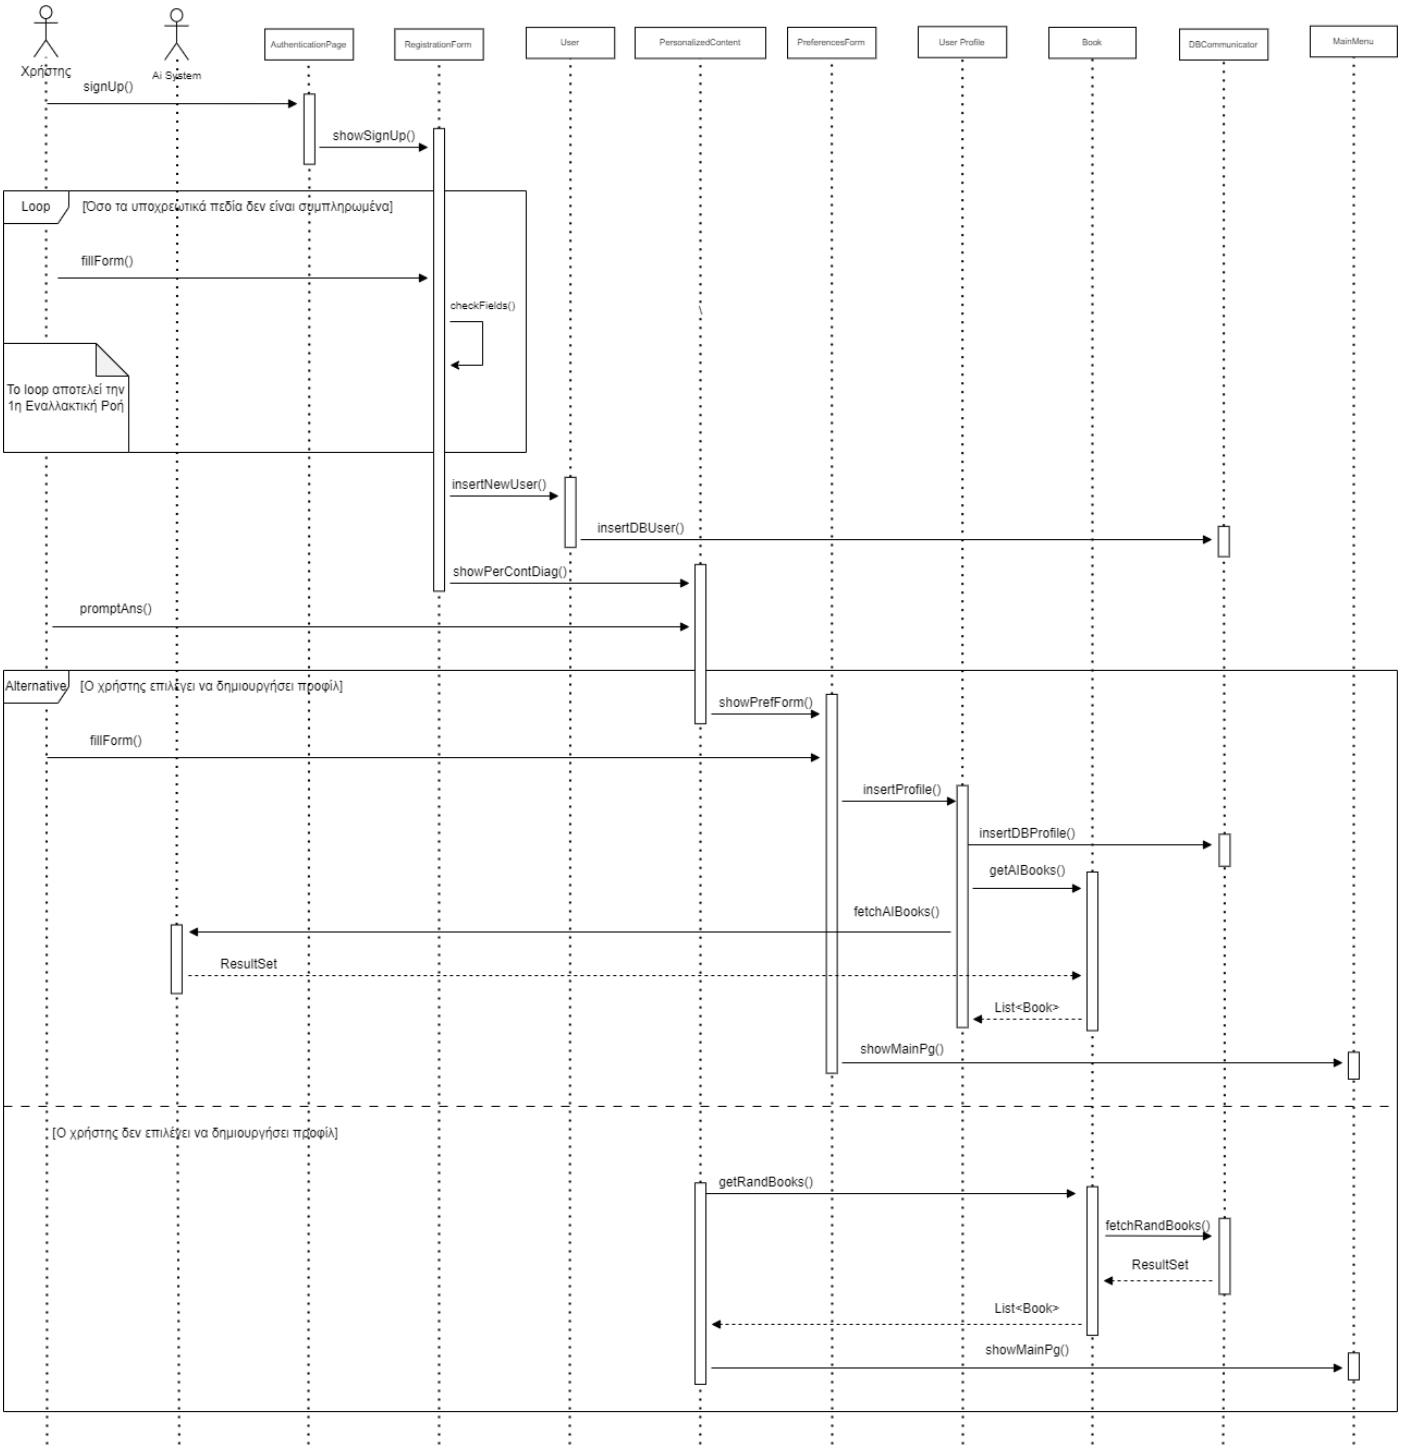 Χρήστης
Ai System
AuthenticationPage
RegistrationForm
User
PersonalizedContent
PreferencesForm
User Profile
Book
DBCommunicator
MainMenu
signUp()
showSignUp()
Loop
[Όσο τα υποχρεωτικά πεδία δεν είναι συμπληρωμένα]
fillForm()
checkFields()
\
Το loop αποτελεί την
1η Εναλλακτική Ροή
insertNewUser()
insertDBUser()
showPerContDiag()
promptAns()
Alternative
[Ο χρήστης επιλέγει να δημιουργήσει προφίλ]
showPrefForm()
fillForm()
insertProfile()
insertDBProfile()
getAIBooks()
fetchAIBooks()
ResultSet
List<Book>
showMainPg()
[Ο χρήστης δεν επιλέγει να δημιουργήσει προφίλ]
getRandBooks()
fetchRandBooks()
ResultSet
List<Book>
showMainPg()